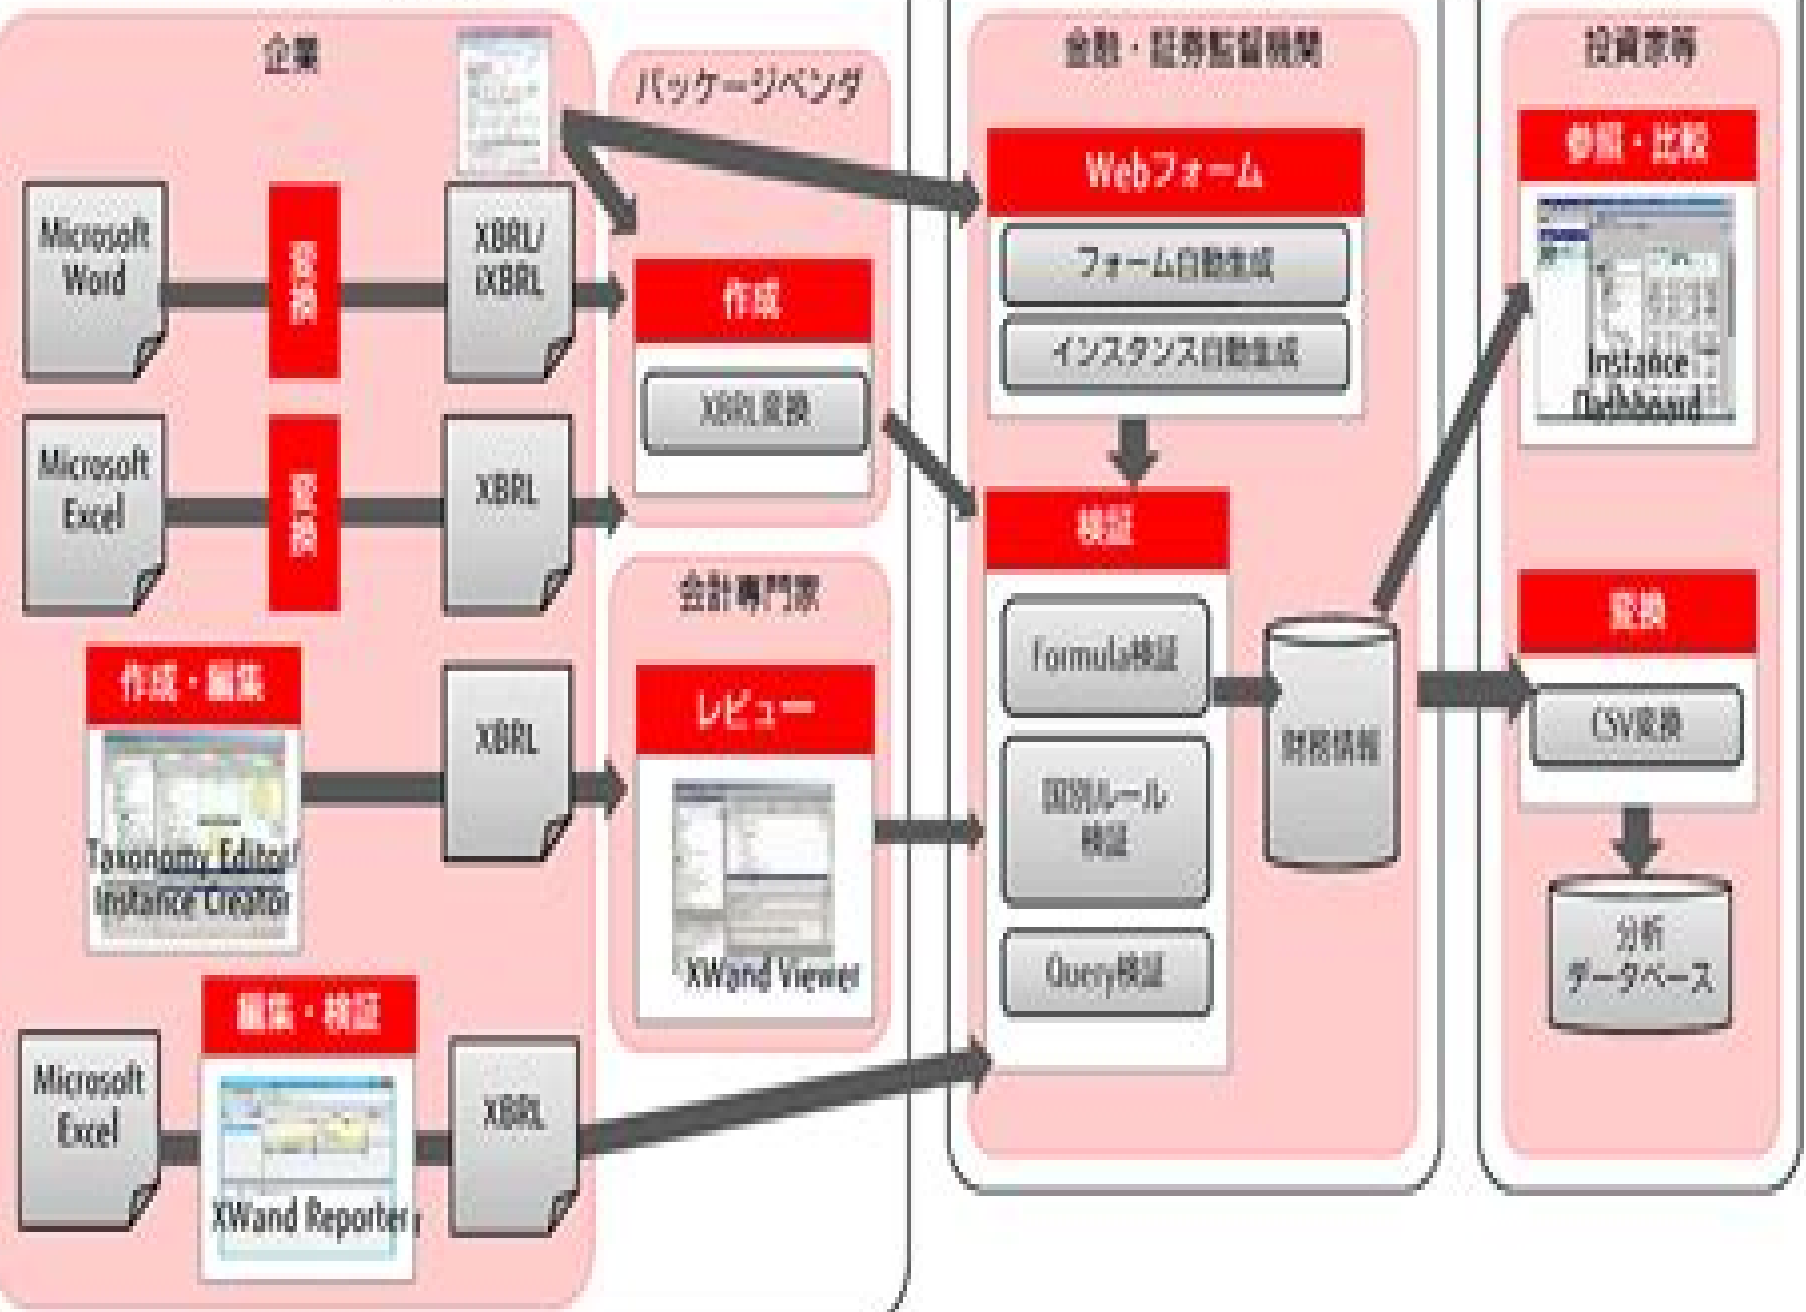 企業
Microsoft
Word
変換
XBRL/
iXBRL
Microsoft
Excel
変換
XBRL
作成・編集
Taxonomy Editor/
Instance Creator
XBRL
Microsoft
Excel
編集・検証
XWand Reporter
XBRL
パッケージベンダ
作成
XBRL変換
会計専門家
レビュー
XWand Viewer
金融・証券監督機関
Webフォーム
フォーム自動生成
インスタンス自動生成
検証
Formula検証
国別ルール
検証
Query検証
財務情報
投資家等
参照・比較
Instance
Dashboard
変換
CSV変換
分析
データベース